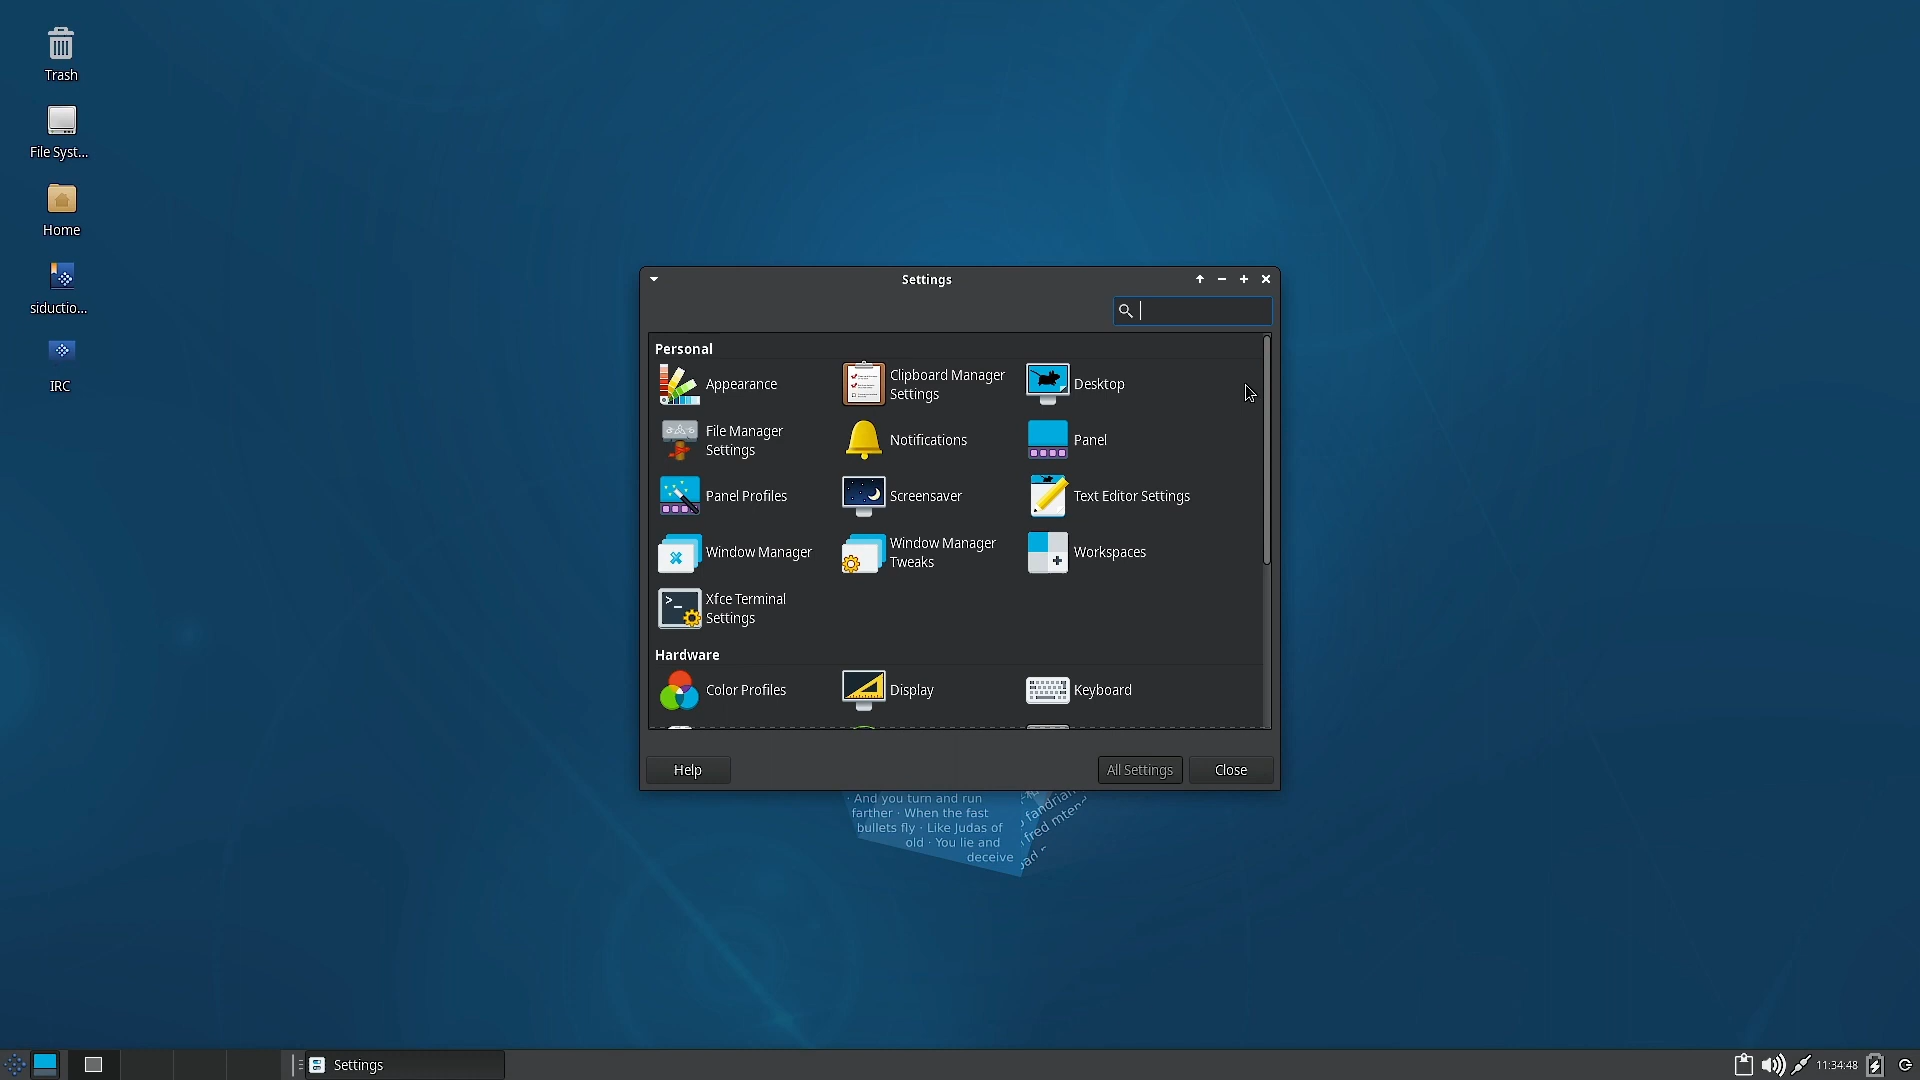 Trash
File Syst...
Home
siductio...
IRC
Settings
Personal
Appearance
Clipboard Manager
Settings
Desktop
File Manager
Settings
Notifications
Panel
Panel Profiles
Screensaver
Text Editor Settings
Window Manager
Window Manager
Tweaks
Workspaces
Xfce Terminal
Settings
Hardware
Color Profiles
Display
Keyboard
Help
All Settings
Close
· And you turn and run
farther · When the fast
bullets fly · Like Judas of
old · You lie and
deceive
Settings
11:34:48